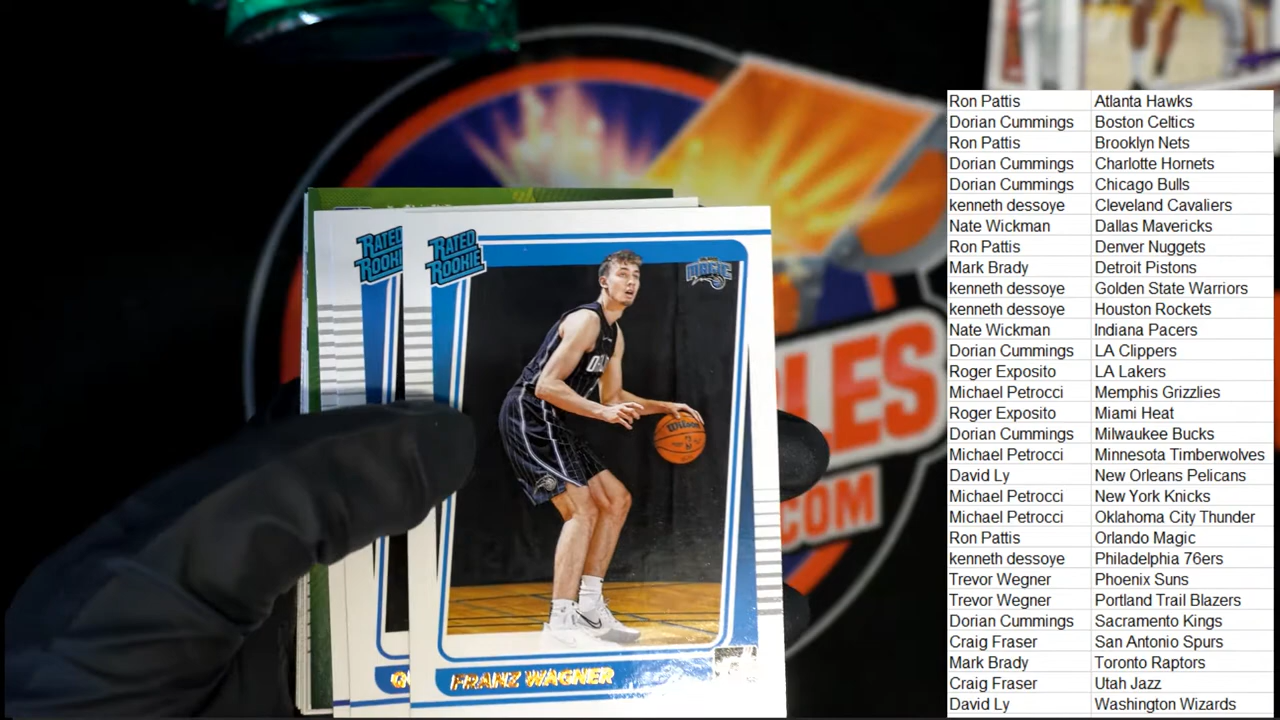 RATED
ROOKIE
RATED
ROOKIE
MAGIC
Wilson
FRANZ WAGNER
LES
.COM
Ron Pattis Atlanta Hawks
Dorian Cummings Boston Celtics
Ron Pattis Brooklyn Nets
Dorian Cummings Charlotte Hornets
Dorian Cummings Chicago Bulls
kenneth dessoye Cleveland Cavaliers
Nate Wickman Dallas Mavericks
Ron Pattis Denver Nuggets
Mark Brady Detroit Pistons
kenneth dessoye Golden State Warriors
kenneth dessoye Houston Rockets
Nate Wickman Indiana Pacers
Dorian Cummings LA Clippers
Roger Exposito LA Lakers
Michael Petrocci Memphis Grizzlies
Roger Exposito Miami Heat
Dorian Cummings Milwaukee Bucks
Michael Petrocci Minnesota Timberwolves
David Ly New Orleans Pelicans
Michael Petrocci New York Knicks
Michael Petrocci Oklahoma City Thunder
Ron Pattis Orlando Magic
kenneth dessoye Philadelphia 76ers
Trevor Wegner Phoenix Suns
Trevor Wegner Portland Trail Blazers
Dorian Cummings Sacramento Kings
Craig Fraser San Antonio Spurs
Mark Brady Toronto Raptors
Craig Fraser Utah Jazz
David Ly Washington Wizards